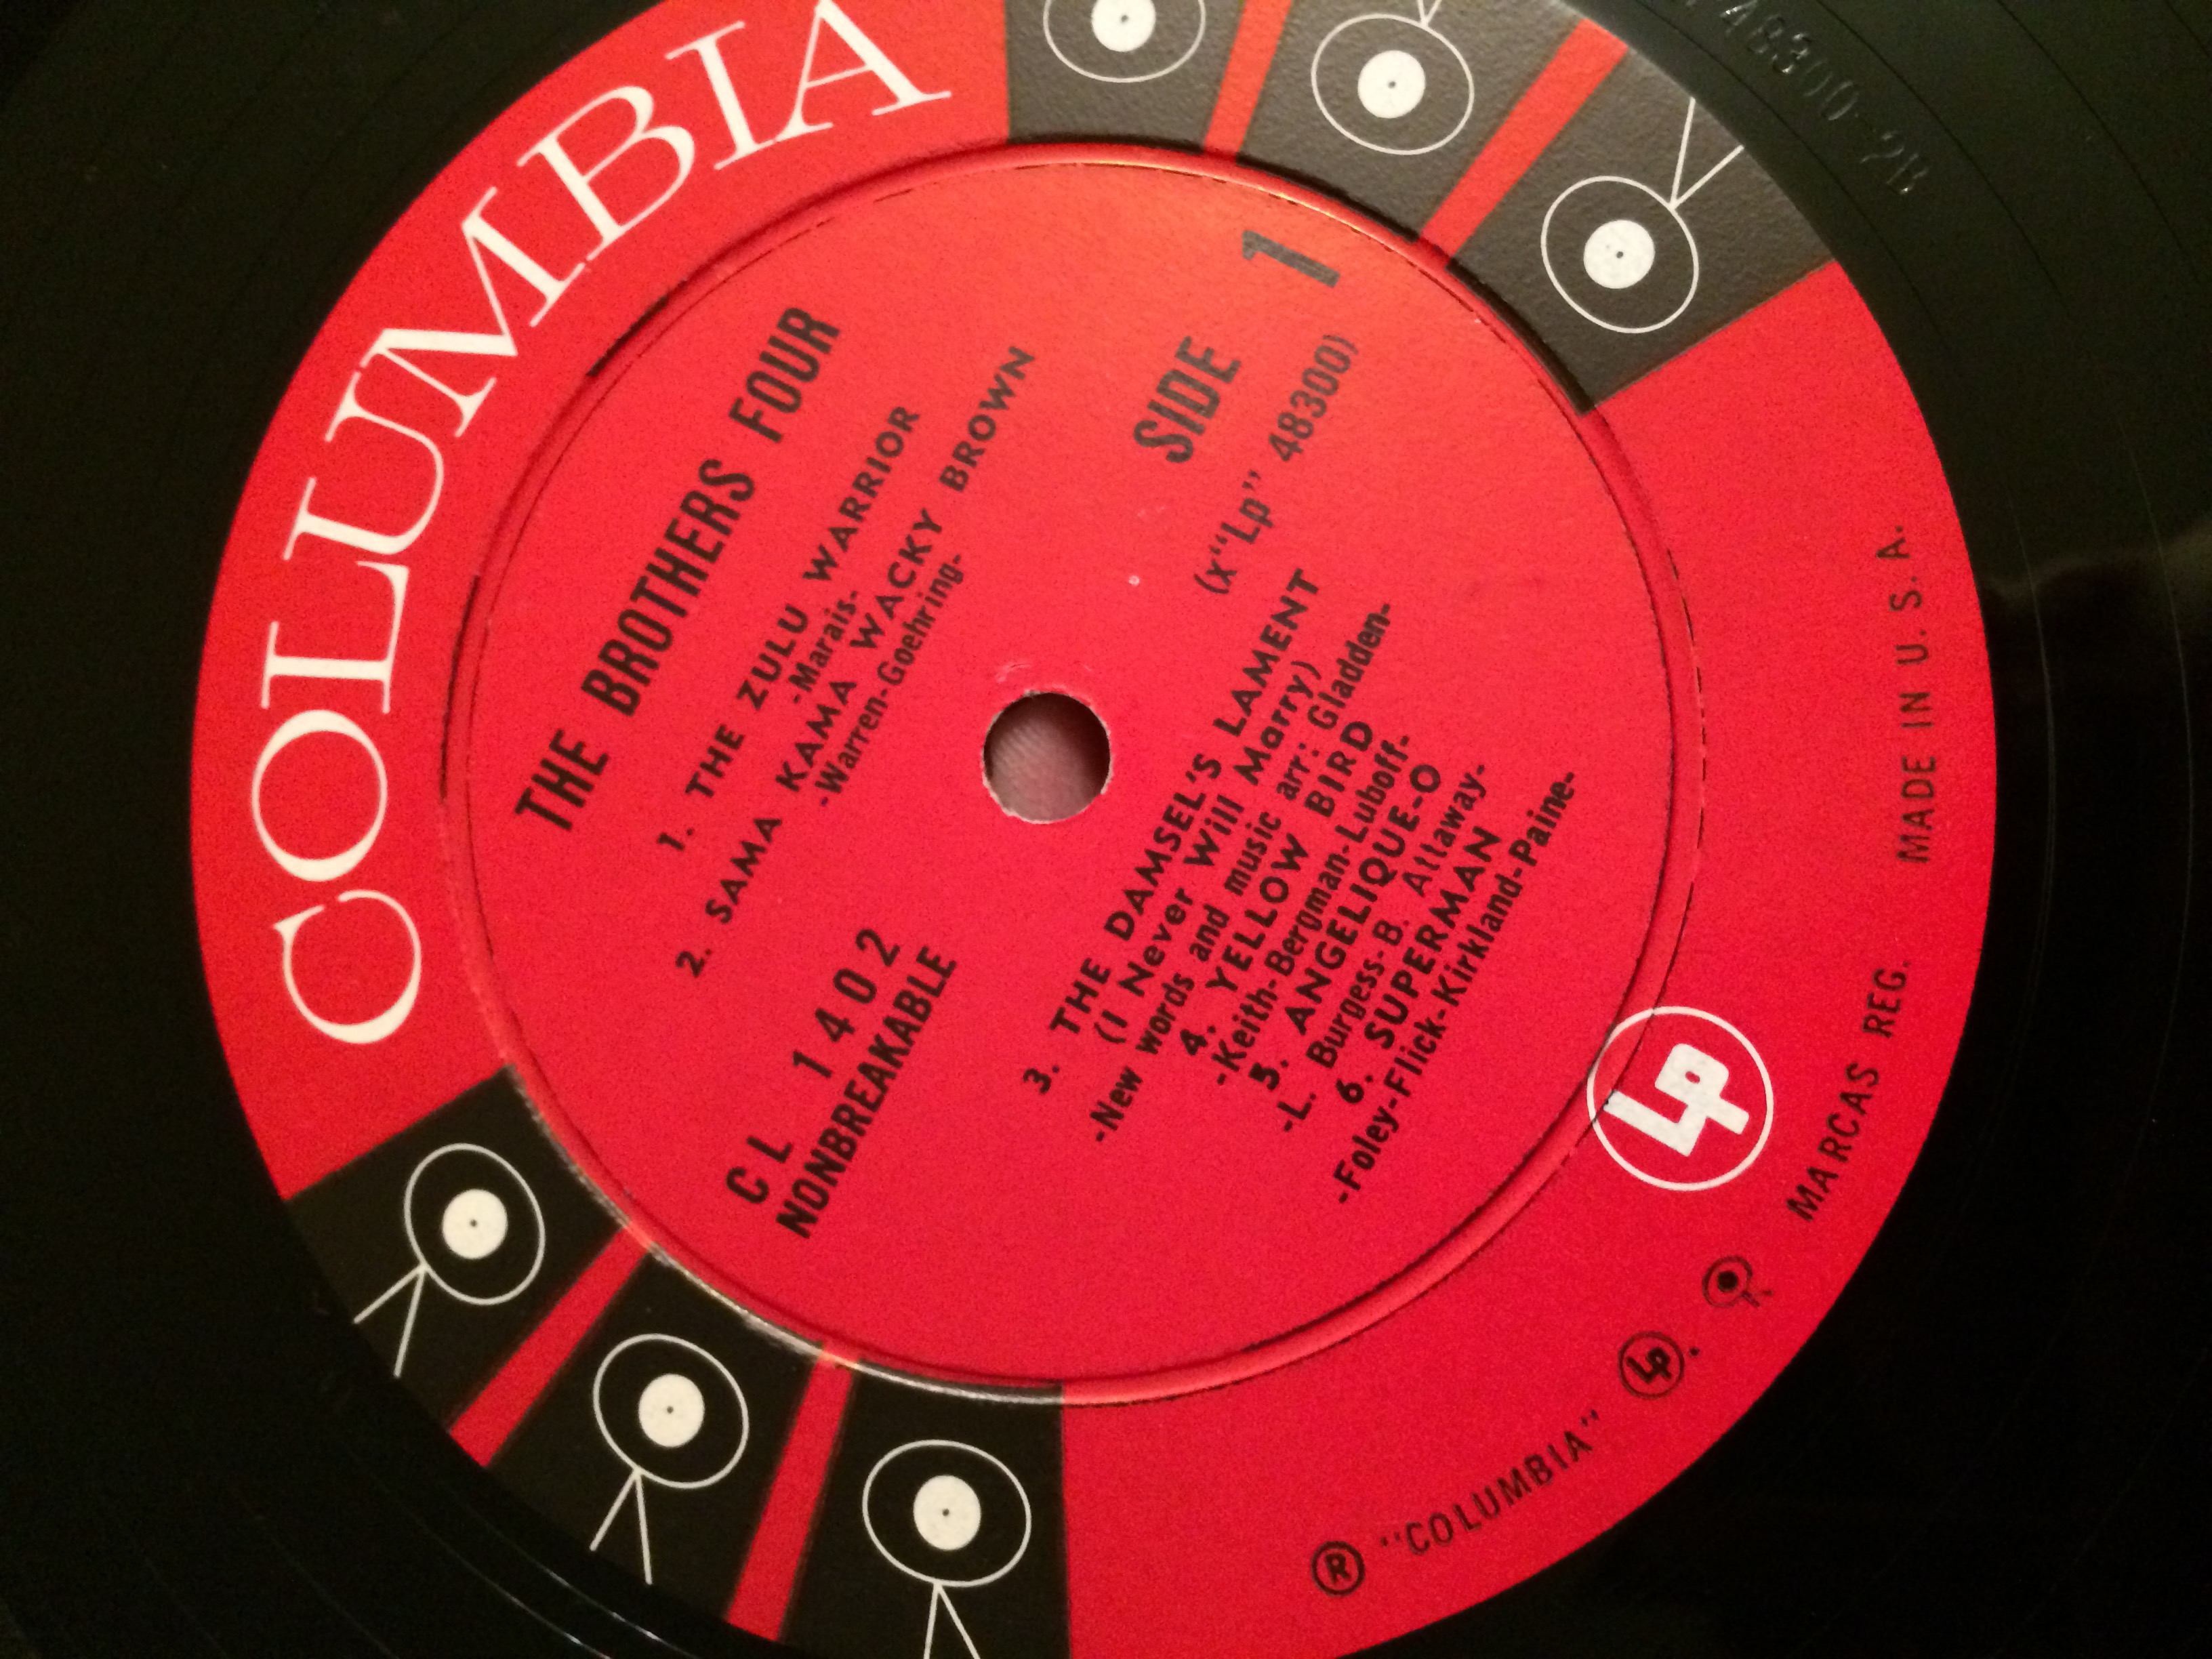 COLUMBIA
THE BROTHERS FOUR
1. THE ZULU WARRIOR
-Marais-
2. SAMA KAMA WACKY BROWN
-Warren-Goehring-
CL 1402
NONBREAKABLE
SIDE 1
(x"Lp" 48300)
3. THE DAMSEL'S LAMENT
(I Never Will Marry)
-New words and music arr: Gladden-
4. YELLOW BIRD
-Keith-Bergman-Luboff-
5. ANGELIQUE-O
-L. Burgess-B. Attaway-
6. SUPERMAN
-Foley-Flick-Kirkland-Paine-
Lp
® "COLUMBIA" Lp. MARCAS REG. MADE IN U.S.A.
48300-2B